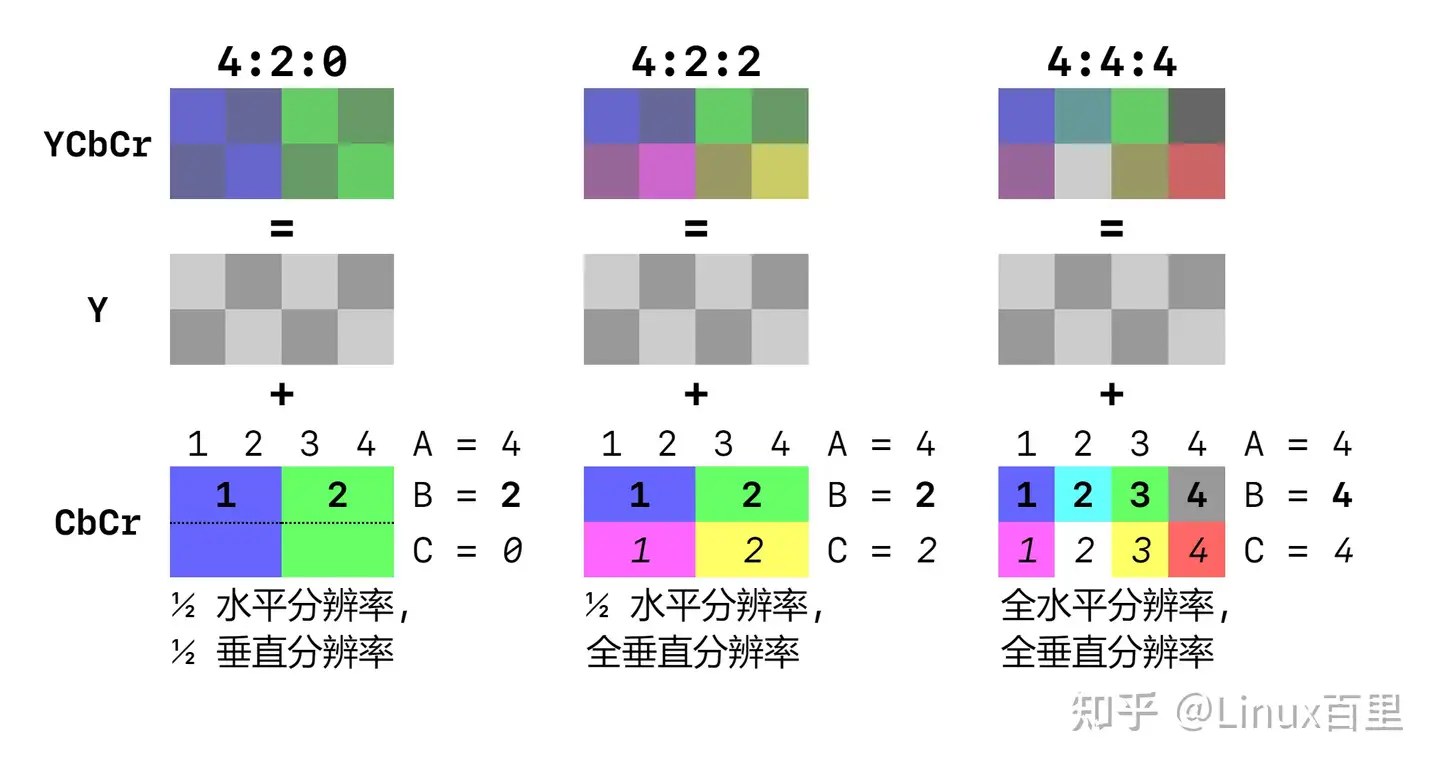 4:2:0 4:2:2 4:4:4
YCbCr
= = =
Y
+ + +
1 2 3 4 A = 4 1 2 3 4 A = 4 1 2 3 4 A = 4
1 2 B = 2 1 2 B = 2 1 2 3 4 B = 4
CbCr
C = 0 1 2 C = 2 1 2 3 4 C = 4
½ 水平分辨率, ½ 水平分辨率, 全水平分辨率,
½ 垂直分辨率 全垂直分辨率 全垂直分辨率
知乎 @Linux百里